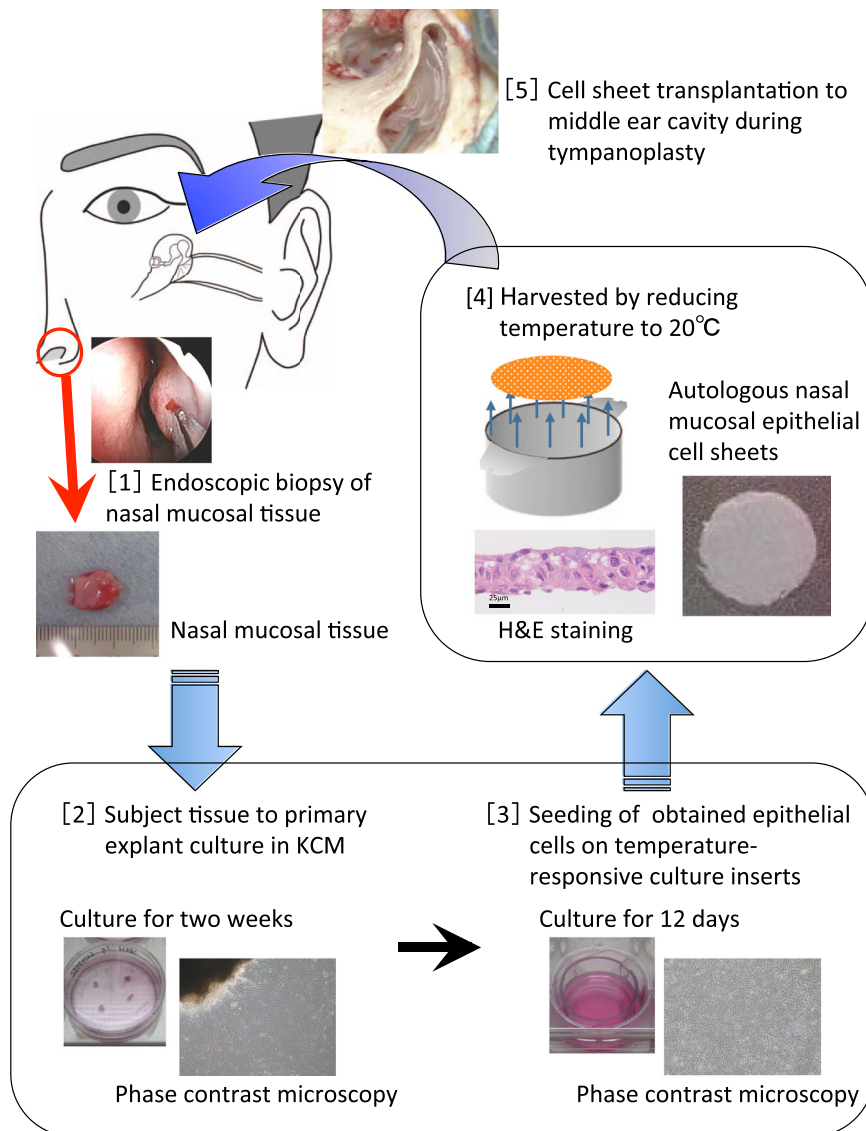 [5] Cell sheet transplantation to
middle ear cavity during
tympanoplasty
[1] Endoscopic biopsy of
nasal mucosal tissue
Nasal mucosal tissue
[2] Subject tissue to primary
explant culture in KCM
Culture for two weeks
Phase contrast microscopy
[3] Seeding of obtained epithelial
cells on temperature-
responsive culture inserts
Culture for 12 days
Phase contrast microscopy
[4] Harvested by reducing
temperature to 20℃
Autologous nasal
mucosal epithelial
cell sheets
25μm
H&E staining